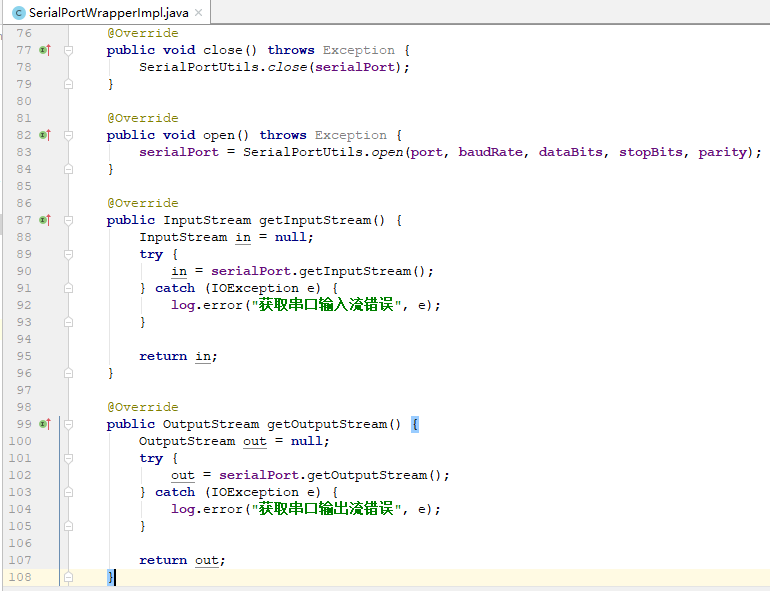 SerialPortWrapperImpl.java
76 @Override
77 public void close() throws Exception {
78 SerialPortUtils.close(serialPort);
79 }
80
81 @Override
82 public void open() throws Exception {
83 serialPort = SerialPortUtils.open(port, baudRate, dataBits, stopBits, parity);
84 }
85
86 @Override
87 public InputStream getInputStream() {
88 InputStream in = null;
89 try {
90 in = serialPort.getInputStream();
91 } catch (IOException e) {
92 log.error("获取串口输入流错误", e);
93 }
94
95 return in;
96 }
97
98 @Override
99 public OutputStream getOutputStream() {
100 OutputStream out = null;
101 try {
102 out = serialPort.getOutputStream();
103 } catch (IOException e) {
104 log.error("获取串口输出流错误", e);
105 }
106
107 return out;
108 }